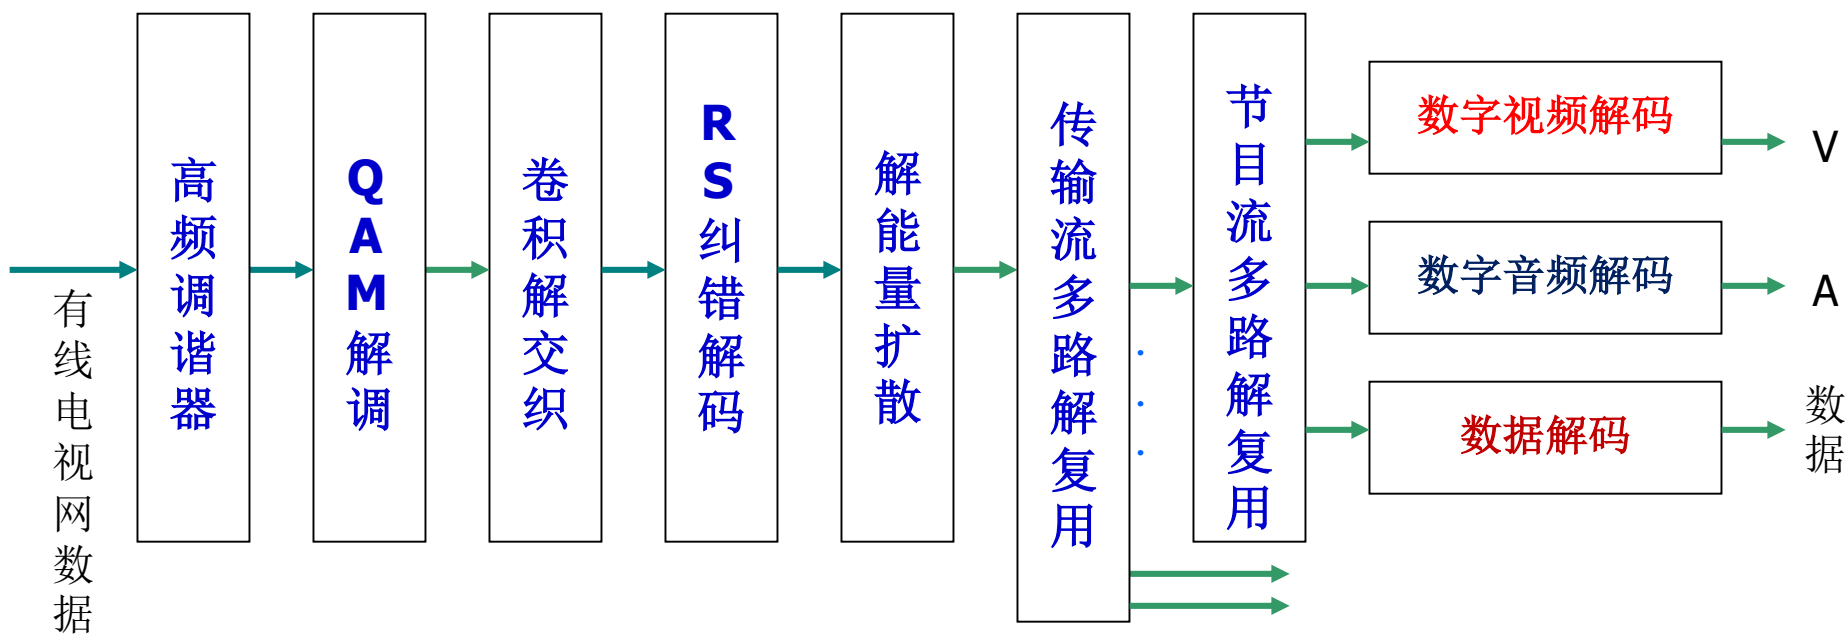 有线电视网数据
高频调谐器
QAM解调
卷积解交织
RS纠错解码
解能量扩散
传输流多路解复用
节目流多路解复用
数字视频解码
V
数字音频解码
A
数据解码
数据